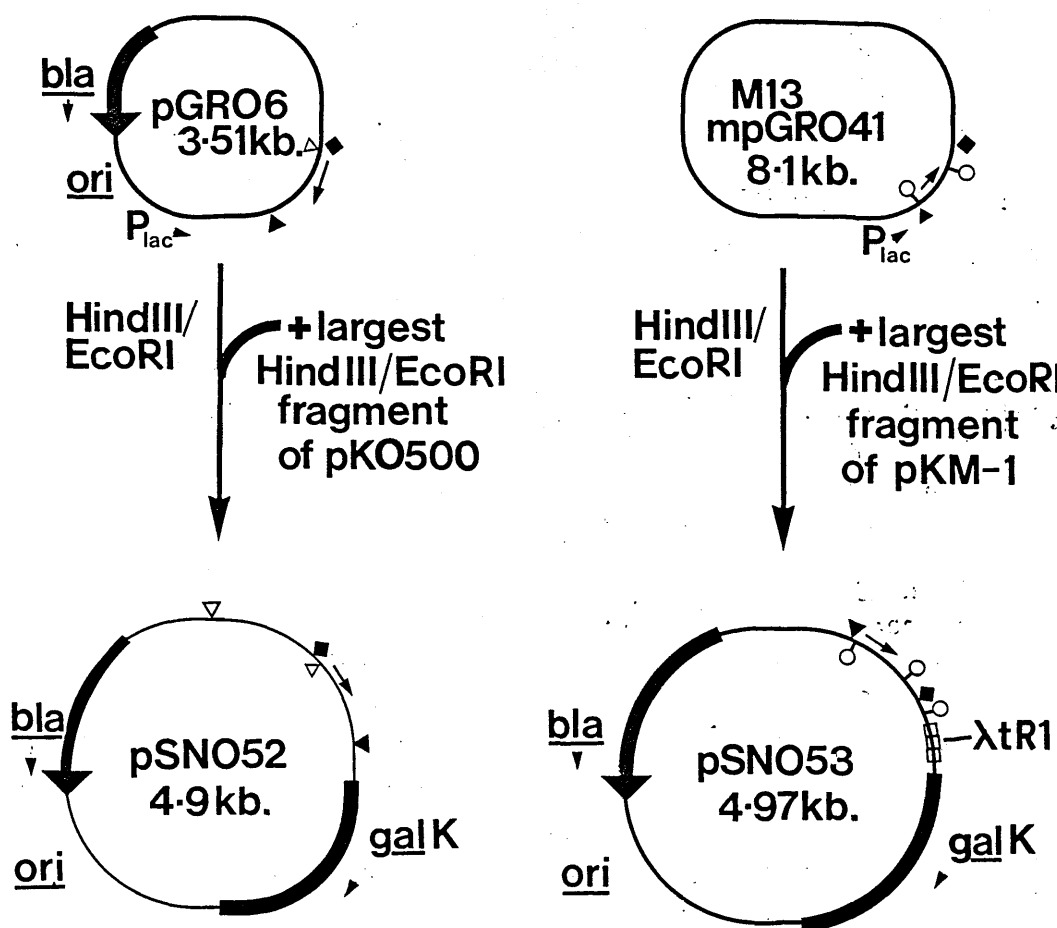 bla
pGRO6
3·51kb.
ori
Plac
HindIII/
EcoRI
+largest
HindIII/EcoRI
fragment
of pKO500
bla
pSNO52
4·9kb.
galK
ori
M13
mpGRO41
8·1kb.
Plac
HindIII/
EcoRI
+largest
HindIII/EcoRI
fragment
of pKM-1
bla
pSNO53
4·97kb.
λtR1
galK
ori